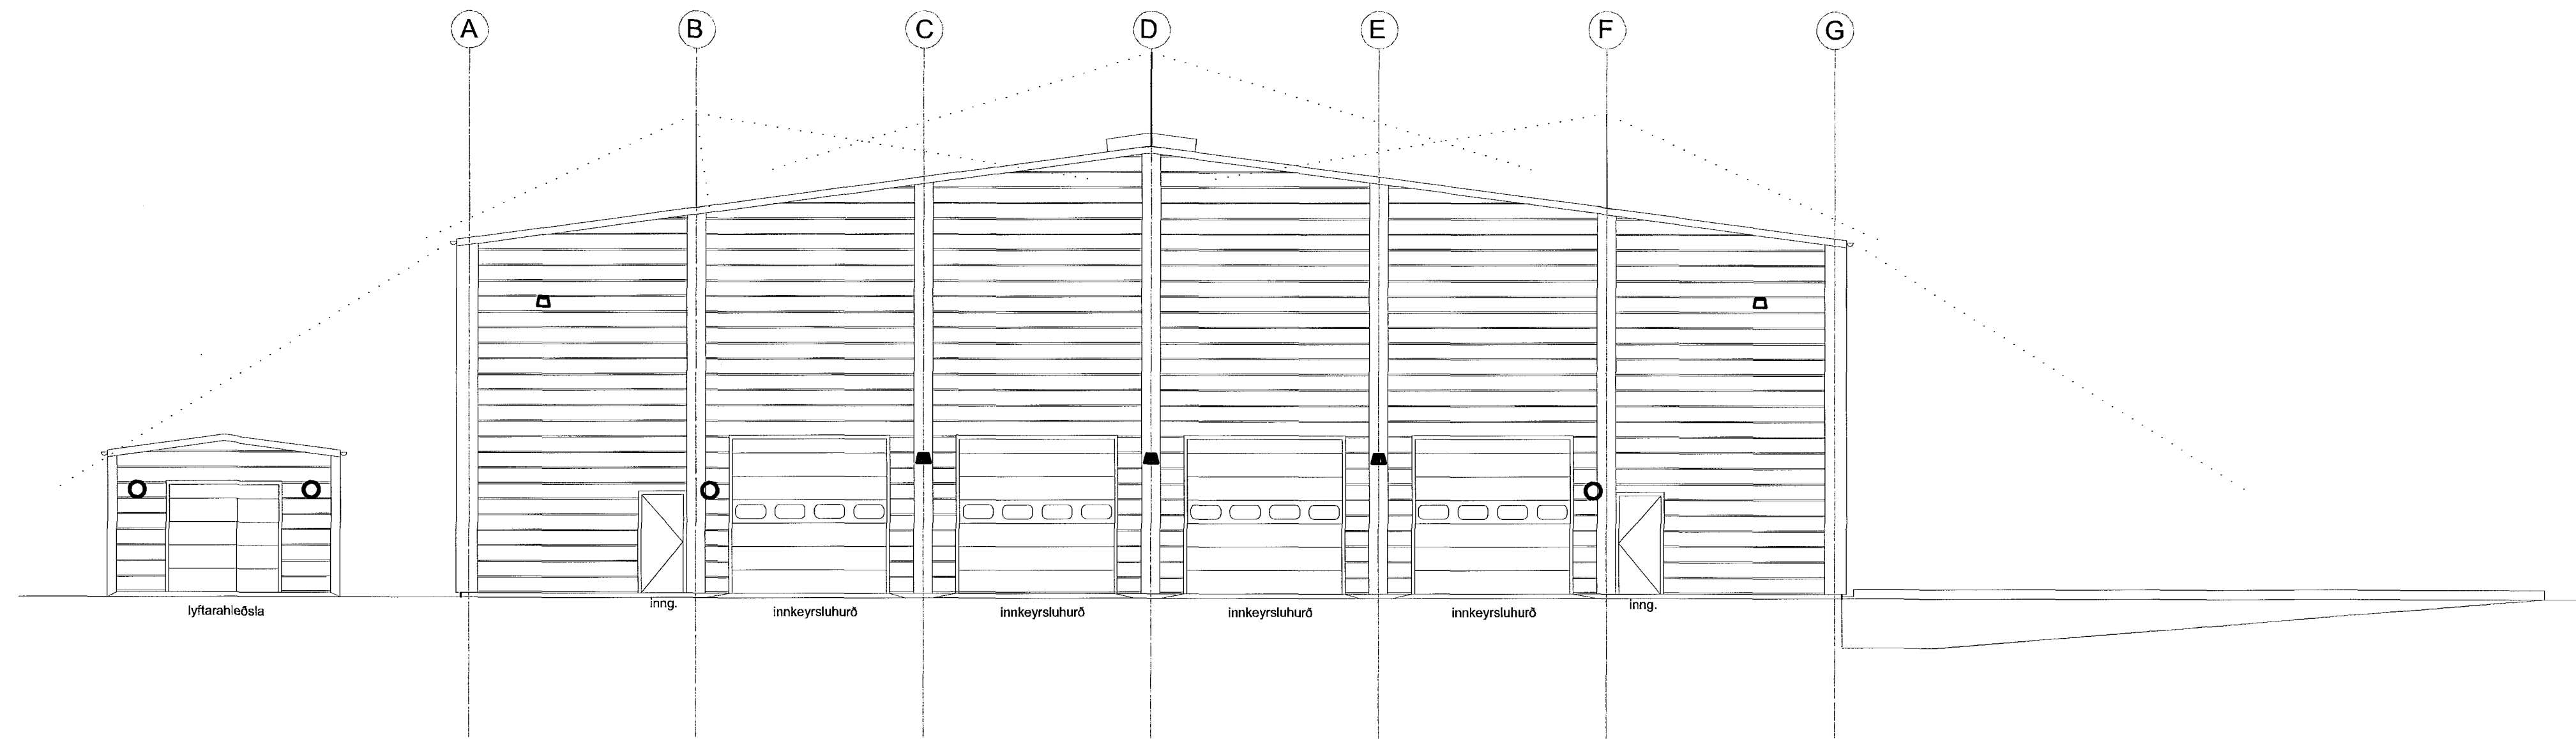 A B C D E F G
lyftarahleðsla
inng.
innkeyrsluhurð
innkeyrsluhurð
innkeyrsluhurð
innkeyrsluhurð
inng.